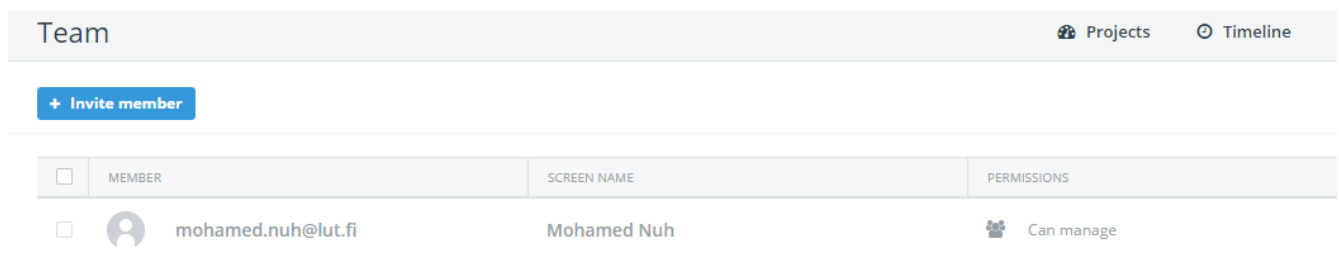 Team Projects Timeline
+ Invite member
MEMBER SCREEN NAME PERMISSIONS
mohamed.nuh@lut.fi Mohamed Nuh Can manage